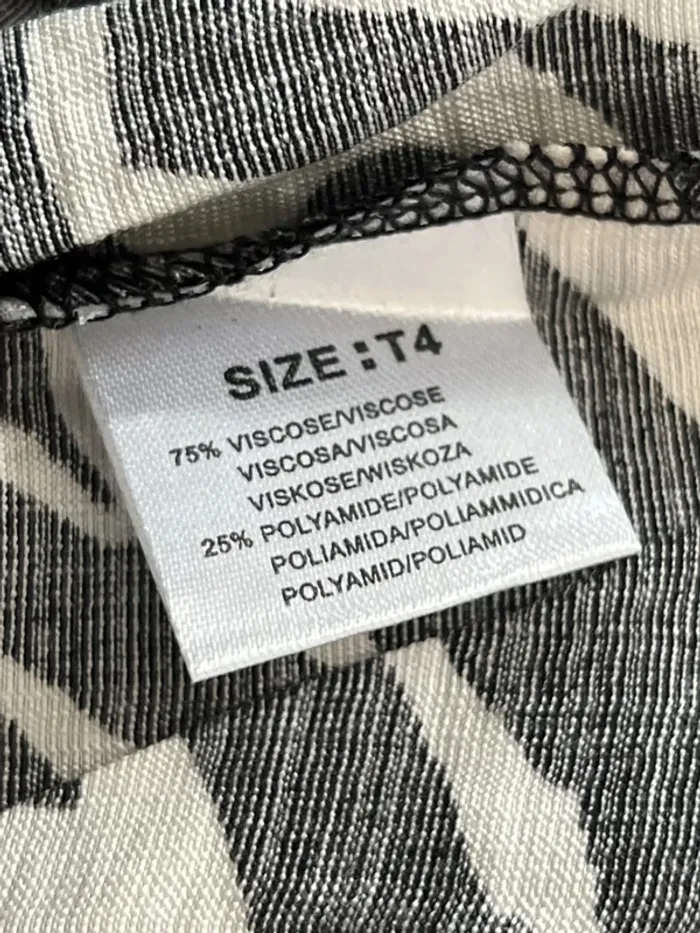 SIZE:T4
75% VISCOSE/VISCOSE
VISCOSA/VISCOSA
VISKOSE/WISKOZA
25% POLYAMIDE/POLYAMIDE
POLIAMIDA/POLIAMMIDICA
POLYAMID/POLIAMID